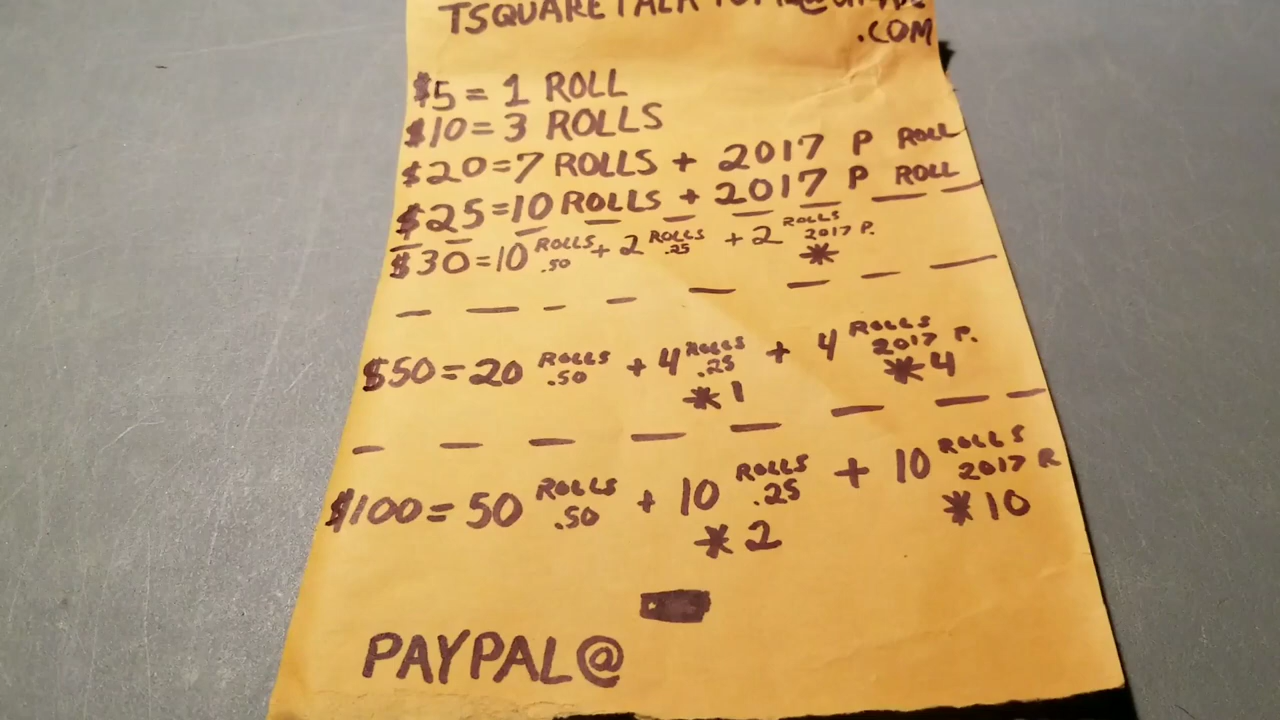 TSQUARETALK
.COM
$5 = 1 ROLL
$10 = 3 ROLLS
$20 = 7 ROLLS + 2017 P ROLL
$25 = 10 ROLLS + 2017 P ROLL
$30 = 10 ROLLS .50 + 2 ROLLS .25 + 2 ROLLS 2017 P.
*
$50 = 20 ROLLS .50 + 4 ROLLS .25 + 4 ROLLS 2017 P.
*1 *4
$100 = 50 ROLLS .50 + 10 ROLLS .25 + 10 ROLLS 2017 P.
*2 *10
PAYPAL@